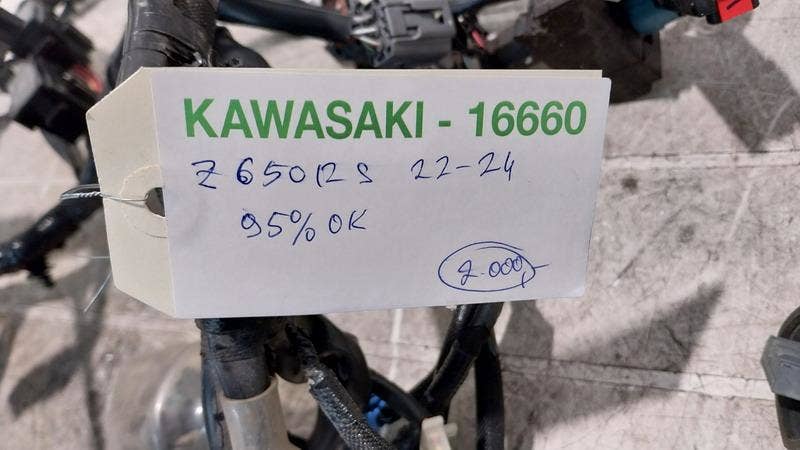 KAWASAKI - 16660
Z650RS 22-24
95% OK
2.000,-